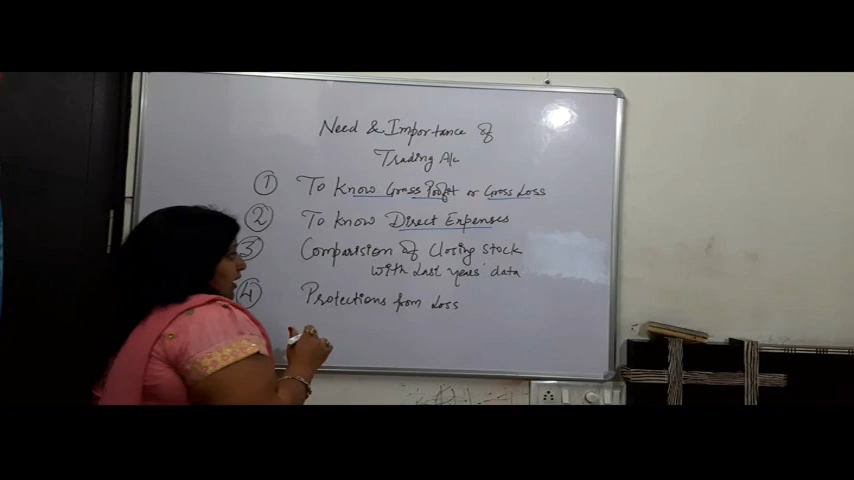 Need & Importance of
Trading A/c
1 To Know Gross Profit or Gross Loss
2 To Know Direct Expenses
3 Comparision of Closing Stock
with Last years' data
4 Protections from Loss